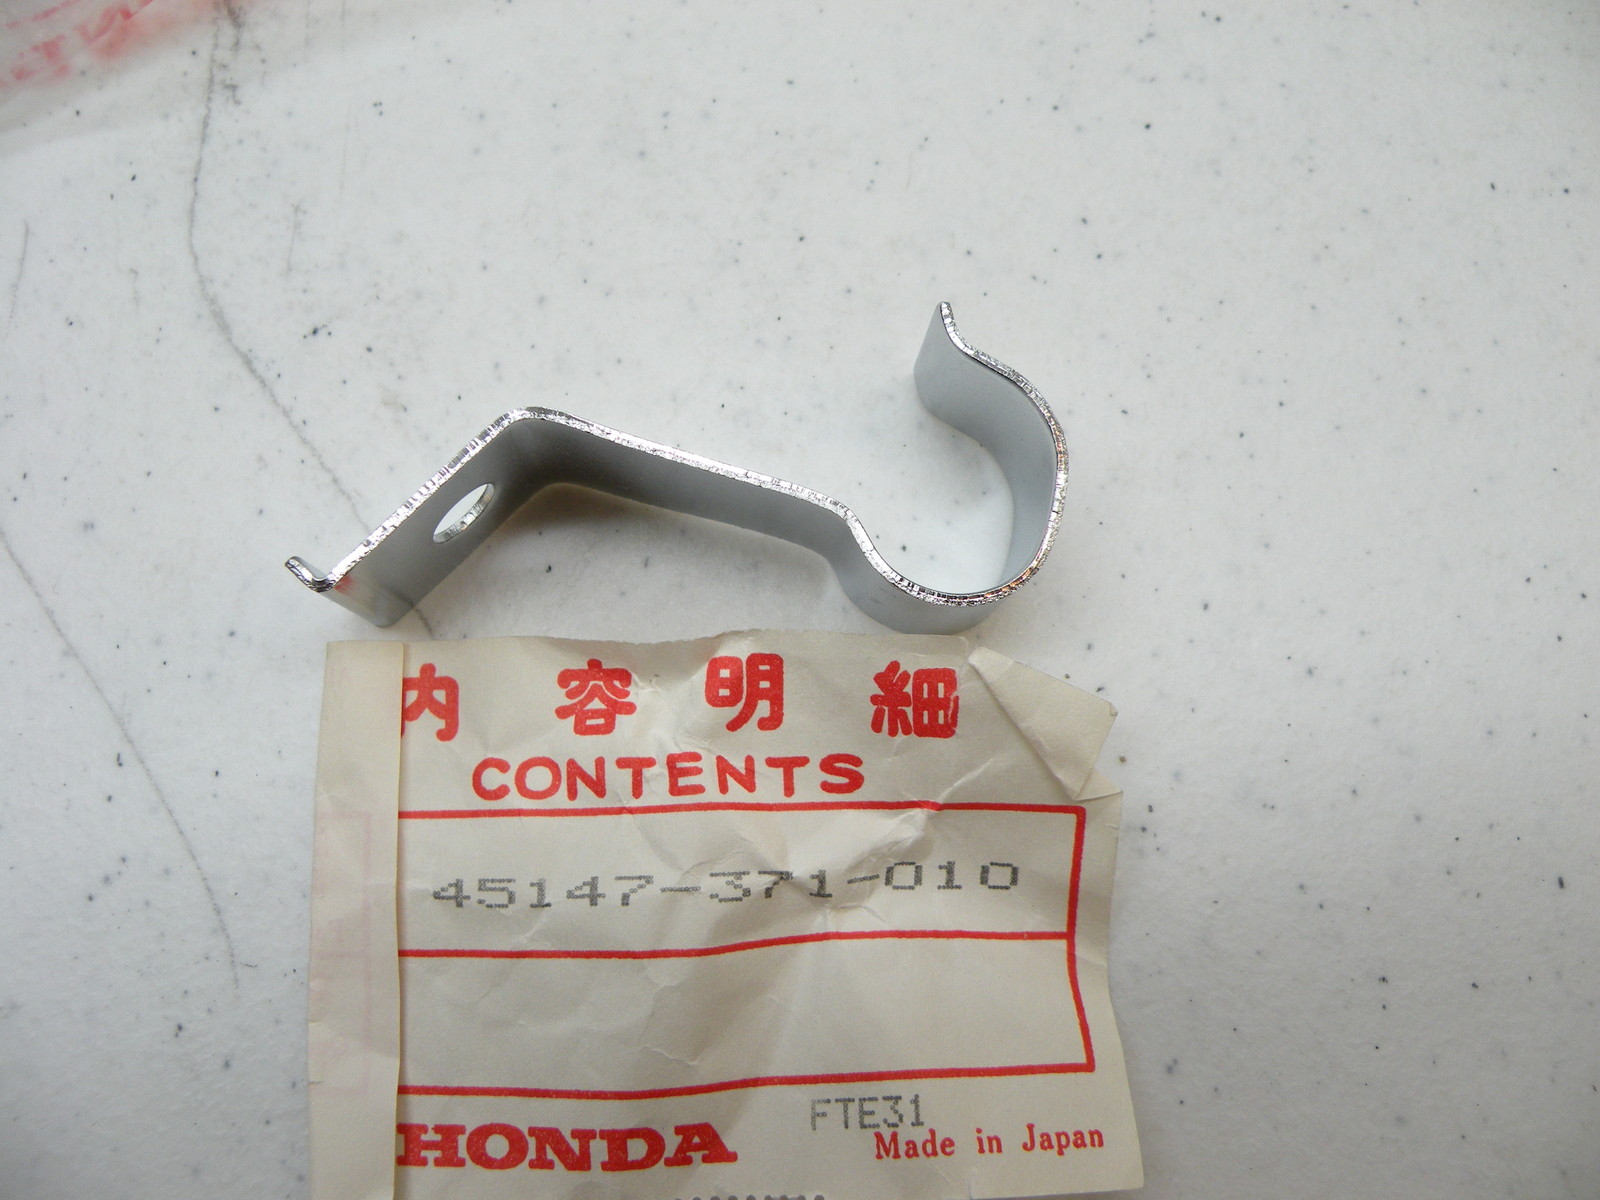 内容明細
CONTENTS
45147-371-010
FTE31
HONDA Made in Japan